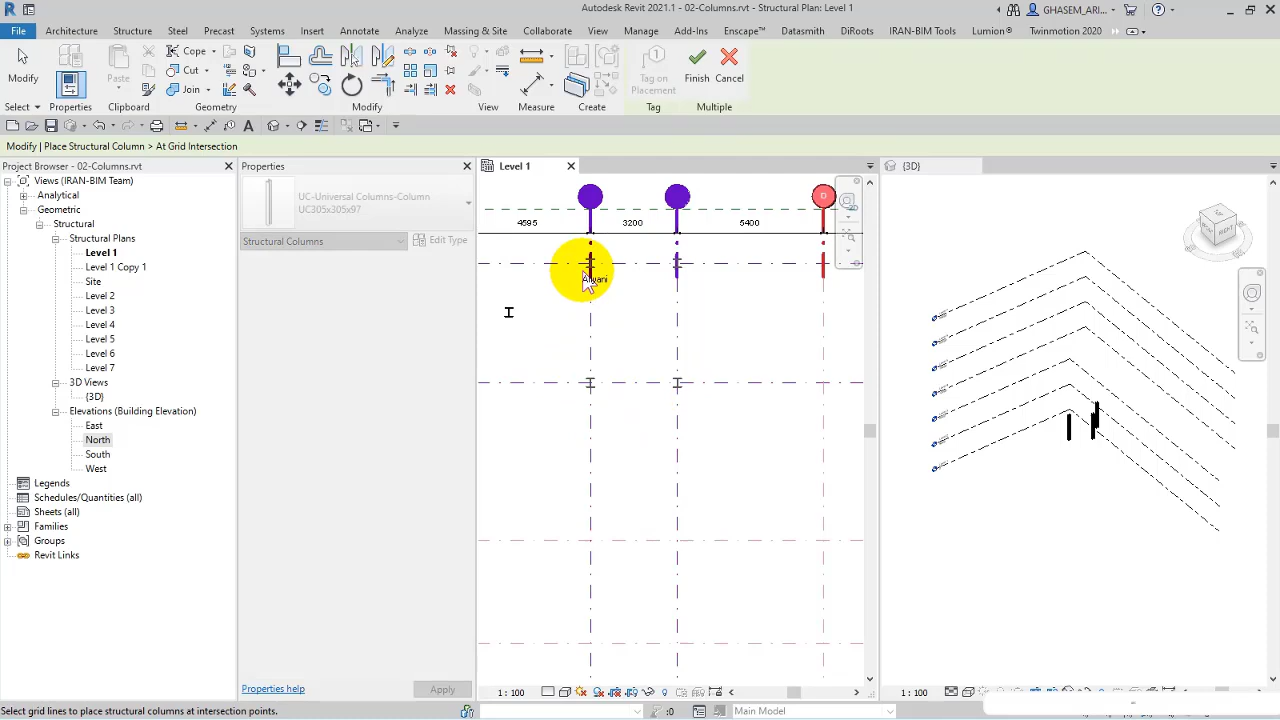 Autodesk Revit 2021.1 - 02-Columns.rvt - Structural Plan: Level 1
GHASEM_ARI...
File Architecture Structure Steel Precast Systems Insert Annotate Analyze Massing & Site Collaborate View Manage Add-Ins Enscape™ Datasmith DiRoots IRAN-BIM Tools Lumion® Twinmotion 2020
Modify
Properties
Paste
Cope
Cut
Join
Tag on
Placement
Finish
Cancel
Select Properties Clipboard Geometry Modify View Measure Create Tag Multiple
Modify | Place Structural Column > At Grid Intersection
Project Browser - 02-Columns.rvt
Views (IRAN-BIM Team)
Analytical
Geometric
Structural
Structural Plans
Level 1
Level 1 Copy 1
Site
Level 2
Level 3
Level 4
Level 5
Level 6
Level 7
3D Views
{3D}
Elevations (Building Elevation)
East
North
South
West
Legends
Schedules/Quantities (all)
Sheets (all)
Families
Groups
Revit Links
Properties
UC-Universal Columns-Column
UC305x305x97
Structural Columns
Edit Type
Properties help
Apply
Level 1
D
4595 3200 5400
1 : 100
{3D}
1 : 100
Select grid lines to place structural columns at intersection points.
:0
Main Model